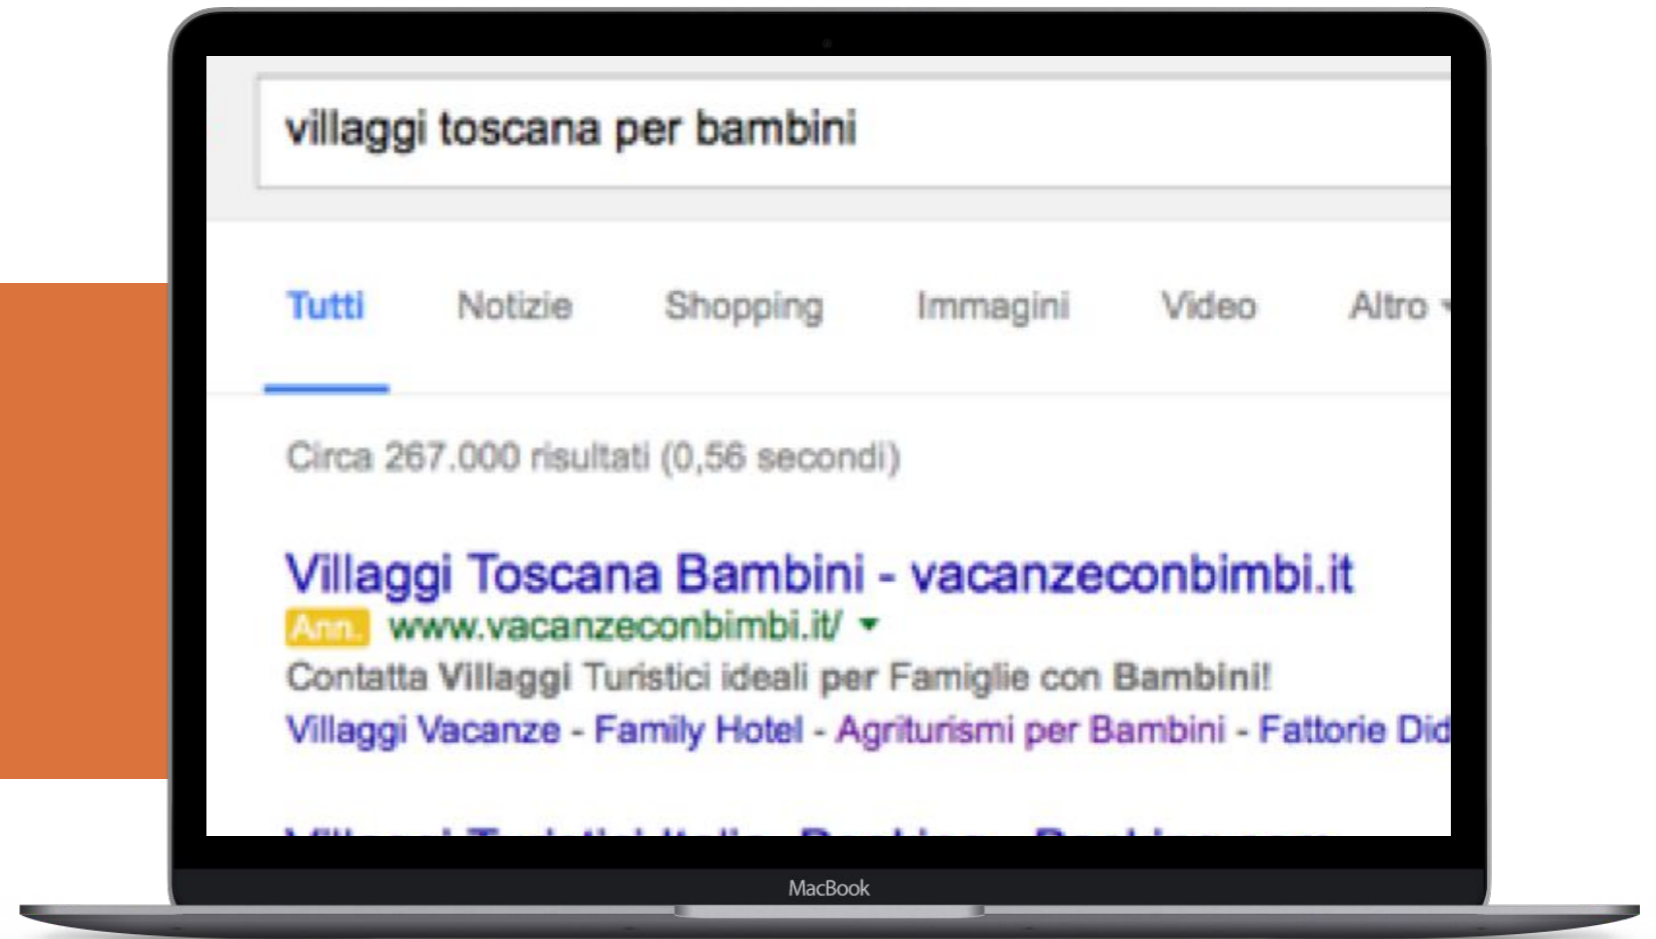 villaggi toscana per bambini
Tutti Notizie Shopping Immagini Video Altro
Circa 267.000 risultati (0,56 secondi)
Villaggi Toscana Bambini - vacanzeconbimbi.it
Ann. www.vacanzeconbimbi.it/
Contatta Villaggi Turistici ideali per Famiglie con Bambini!
Villaggi Vacanze - Family Hotel - Agriturismi per Bambini - Fattorie Did
MacBook